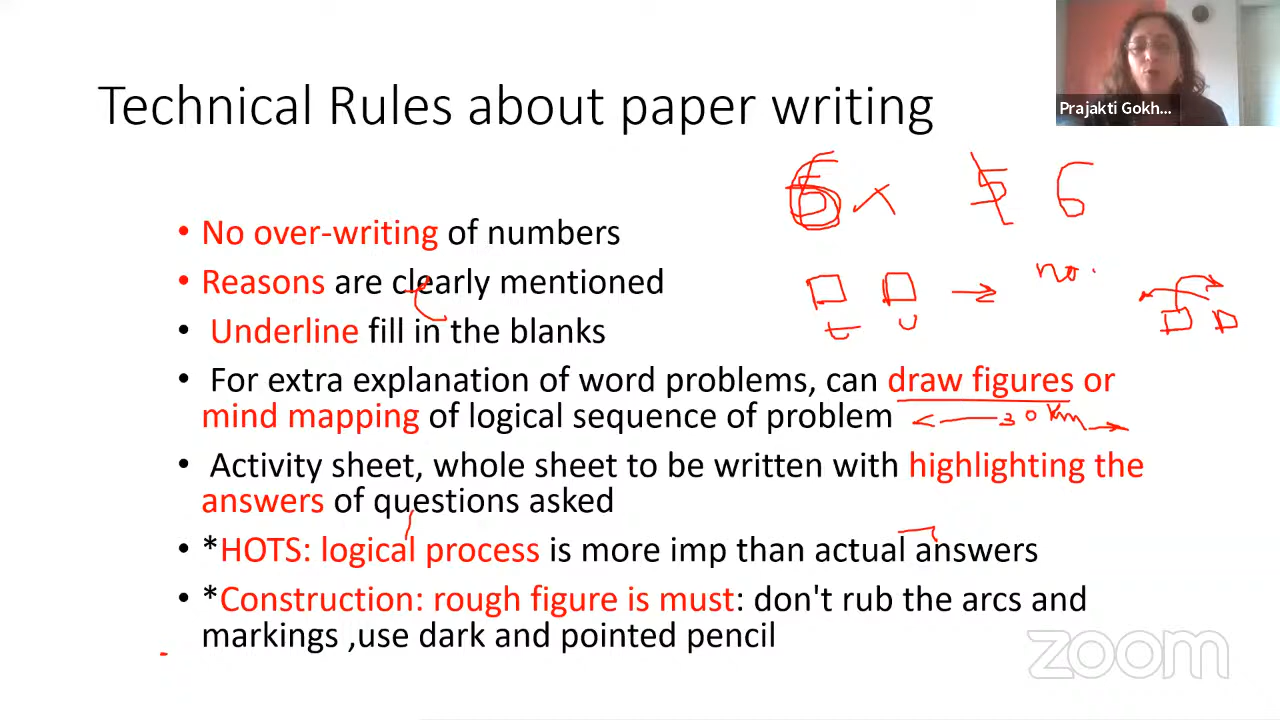 Prajakti Gokh...
Technical Rules about paper writing
6 × 5 6
• No over-writing of numbers
• Reasons are clearly mentioned
no.
• Underline fill in the blanks
t u
• For extra explanation of word problems, can draw figures or
mind mapping of logical sequence of problem
30 Km
• Activity sheet, whole sheet to be written with highlighting the
answers of questions asked
• *HOTS: logical process is more imp than actual answers
• *Construction: rough figure is must: don't rub the arcs and
markings ,use dark and pointed pencil
zoom